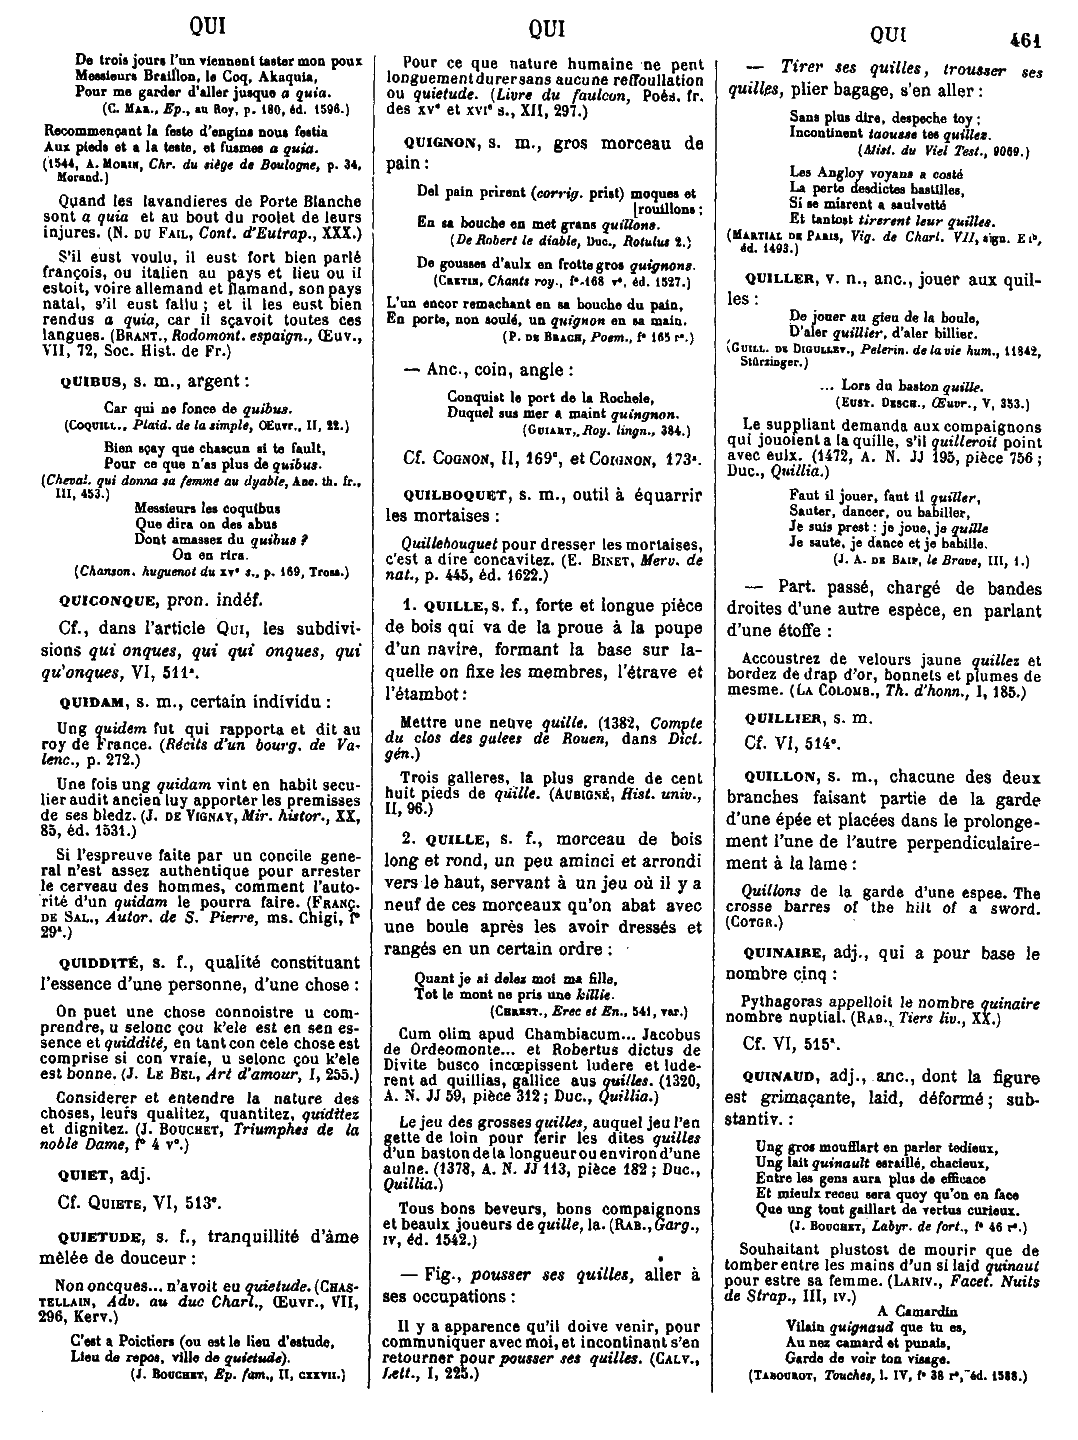 QUI
QUI
QUI 461
De trois jours l'un viennent taster mon poux
Messieurs Braillon, le Coq, Akaquia,
Pour me garder d'aller jusque a quia.
(C. MAR., Ep., au Roy, p. 180, éd. 1596.)
Recommençant la feste d'engins nous festia
Aux pieds et a la teste, et fusmes a quia.
(1544, A. MORIN, Chr. du siège de Boulogne, p. 34,
Morand.)
Quand les lavandieres de Porte Blanche
sont a quia et au bout du roolet de leurs
injures. (N. DU FAIL, Cont. d'Eutrap., XXX.)
S'il eust voulu, il eust fort bien parlé
françois, ou italien au pays et lieu ou il
estoit, voire allemand et flamand, son pays
natal, s'il eust fallu ; et il les eust bien
rendus a quia, car il sçavoit toutes ces
langues. (BRANT., Rodomont. espaign., Œuv.,
VII, 72, Soc. Hist. de Fr.)
QUIBUS, s. m., argent :
Car qui ne fonce de quibus.
(COQUILL., Plaid. de la simple, Œuvr., II, 22.)
Bien sçay que chascun si te fault,
Pour ce que n'as plus de quibus.
(Cheval. qui donna sa femme au dyable, Anc. th. fr.,
III, 453.)
Messieurs les coquibus
Que dira on des abus
Dont amassez du quibus ?
On en rira.
(Chanson. huguenot du XVe s., p. 169, Tross.)
QUICONQUE, pron. indéf.
Cf., dans l'article QUI, les subdivi-
sions qui onques, qui qui onques, qui
qu'onques, VI, 511a.
QUIDAM, s. m., certain individu :
Ung quidem fut qui rapporta et dit au
roy de France. (Récits d'un bourg. de Va-
lenc., p. 272.)
Une fois ung quidam vint en habit secu-
lier audit ancien luy apporter les premisses
de ses bledz. (J. DE VIGNAY, Mir. histor., XX,
85, éd. 1531.)
Si l'espreuve faite par un concile gene-
ral n'est assez authentique pour arrester
le cerveau des hommes, comment l'auto-
rité d'un quidam le pourra faire. (FRANÇ.
DE SAL., Autor. de S. Pierre, ms. Chigi, fo
29a.)
QUIDDITÉ, s. f., qualité constituant
l'essence d'une personne, d'une chose :
On puet une chose connoistre u com-
prendre, u selonc çou k'ele est en sen es-
sence et quiddité, en tant con cele chose est
comprise si con vraie, u selonc çou k'ele
est bonne. (J. LE BEL, Art d'amour, I, 255.)
Considerer et entendre la nature des
choses, leurs qualitez, quantitez, quidttez
et dignitez. (J. BOUCHET, Triumphes de la
noble Dame, fo 4 vo.)
QUIET, adj.
Cf. QUIETE, VI, 513c.
QUIETUDE, s. f., tranquillité d'âme
mêlée de douceur :
Non oncques... n'avoit eu quietude. (CHAS-
TELLAIN, Adv. au duc Charl., Œuvr., VII,
296, Kerv.)
C'est a Poictiers (ou est le lieu d'estude,
Lieu de repos, ville de quietude).
(J. BOUCHET, Ep. fam., II, CXXVII.)
Pour ce que nature humaine ne pent
longuement durer sans aucune reffoullation
ou quietude. (Livre du faulcon, Poés. fr.
des XVe et XVIe s., XII, 297.)
QUIGNON, s. m., gros morceau de
pain :
Del pain prirent (corrig. prist) moques et
[rouillons ;
En sa bouche en met grans quillons.
(De Robert le diable, Duc., Rotulus 2.)
De gousses d'aulx en frotte gros quignons.
(CRETIN, Chants roy., fo 168 ro, éd. 1527.)
L'un encor remachant en sa bouche du pain,
En porte, non soulé, un quignon en sa main.
(P. DE BRACH, Poem., fo 165 ro.)
— Anc., coin, angle :
Conquist le port de la Rochele,
Duquel sus mer a maint quingnon.
(GUIART, Roy. lingn., 384.)
Cf. COGNON, II, 169c, et COIGNON, 173a.
QUILBOQUET, s. m., outil à équarrir
les mortaises :
Quillebouquet pour dresser les mortaises,
c'est a dire concavitez. (E. BINET, Merv. de
nat., p. 445, éd. 1622.)
1. QUILLE, s. f., forte et longue pièce
de bois qui va de la proue à la poupe
d'un navire, formant la base sur la-
quelle on fixe les membres, l'étrave et
l'étambot :
Mettre une neuve quille. (1382, Compte
du clos des galees de Rouen, dans Dict.
gén.)
Trois galleres, la plus grande de cent
huit pieds de quille. (AUBIGNÉ, Hist. univ.,
II, 96.)
2. QUILLE, s. f., morceau de bois
long et rond, un peu aminci et arrondi
vers le haut, servant à un jeu où il y a
neuf de ces morceaux qu'on abat avec
une boule après les avoir dressés et
rangés en un certain ordre :
Quant je ai delez moi ma fille,
Tot le mont ne pris une killie.
(CHREST., Erec et En., 541, var.)
Cum olim apud Chambiacum... Jacobus
de Ordeomonte... et Robertus dictus de
Divite busco incœpissent ludere et lude-
rent ad quillias, gallice aus quilles. (1320,
A. N. JJ 59, pièce 312 ; Duc., Quillia.)
Le jeu des grosses quilles, auquel jeu l'en
gette de loin pour ferir les dites quilles
d'un baston de la longueur ou environ d'une
aulne. (1378, A. N. JJ 113, pièce 182 ; Duc.,
Quillia.)
Tous bons beveurs, bons compaignons
et beaulx joueurs de quille, la. (RAB., Garg.,
IV, éd. 1542.)
— Fig., pousser ses quilles, aller à
ses occupations :
Il y a apparence qu'il doive venir, pour
communiquer avec moi, et incontinant s'en
retourner pour pousser ses quilles. (CALV.,
Lett., I, 225.)
— Tirer ses quilles, trousser ses
quilles, plier bagage, s'en aller :
Sans plus dire, despeche toy ;
Incontinent taousse tes quillez.
(Mist. du Viel Test., 9069.)
Les Angloy voyans a costé
La perte desdictes bastilles,
Si se misrent a saulvetté
Et tantost tirerent leur quilles.
(MARTIAL DE PARIS, Vig. de Charl. VII, sign. E ib,
éd. 1493.)
QUILLER, v. n., anc., jouer aux quil-
les :
De jouer au gieu de la boule,
D'aler quillier, d'aler billier.
(GUILL. DE DIGULLEV., Pelerin. de la vie hum., 11842,
Stürzinger.)
... Lors du baston quille.
(EUST. DESCH., Œuvr., V, 353.)
Le suppliant demanda aux compaignons
qui jouoient a la quille, s'il quilleroit point
avec eulx. (1472, A. N. JJ 195, pièce 756 ;
Duc., Quillia.)
Faut il jouer, faut il quiller,
Sauter, dancer, ou babiller,
Je suis prest : je joue, je quille
Je saute, je dance et je babille.
(J. A. DE BAIF, le Brave, III, 1.)
— Part. passé, chargé de bandes
droites d'une autre espèce, en parlant
d'une étoffe :
Accoustrez de velours jaune quillez et
bordez de drap d'or, bonnets et plumes de
mesme. (LA COLOMB., Th. d'honn., I, 185.)
QUILLIER, s. m.
Cf. VI, 514c.
QUILLON, s. m., chacune des deux
branches faisant partie de la garde
d'une épée et placées dans le prolonge-
ment l'une de l'autre perpendiculaire-
ment à la lame :
Quillons de la garde d'une espee. The
crosse barres of the hilt of a sword.
(COTGR.)
QUINAIRE, adj., qui a pour base le
nombre cinq :
Pythagoras appelloit le nombre quinaire
nombre nuptial. (RAB., Tiers liv., XX.)
Cf. VI, 515a.
QUINAUD, adj., anc., dont la figure
est grimaçante, laid, déformé ; sub-
stantiv. :
Ung gros moufflart en parler tedieux,
Ung lait quinault esraillé, chacieux,
Entre les gens aura plus de efficace
Et mieulx receu sera quoy qu'on en face
Que ung tout gaillart de vertus curieux.
(J. BOUCHET, Labyr. de fort., fo 46 ro.)
Souhaitant plustost de mourir que de
tomber entre les mains d'un si laid quinaut
pour estre sa femme. (LARIV., Facet. Nuits
de Strap., III, IV.)
A Camardin
Vilain quignaud que tu es,
Au nez camard et punais,
Garde de voir ton visage.
(TABOUROT, Touches, l. IV, fo 38 ro, éd. 1588.)